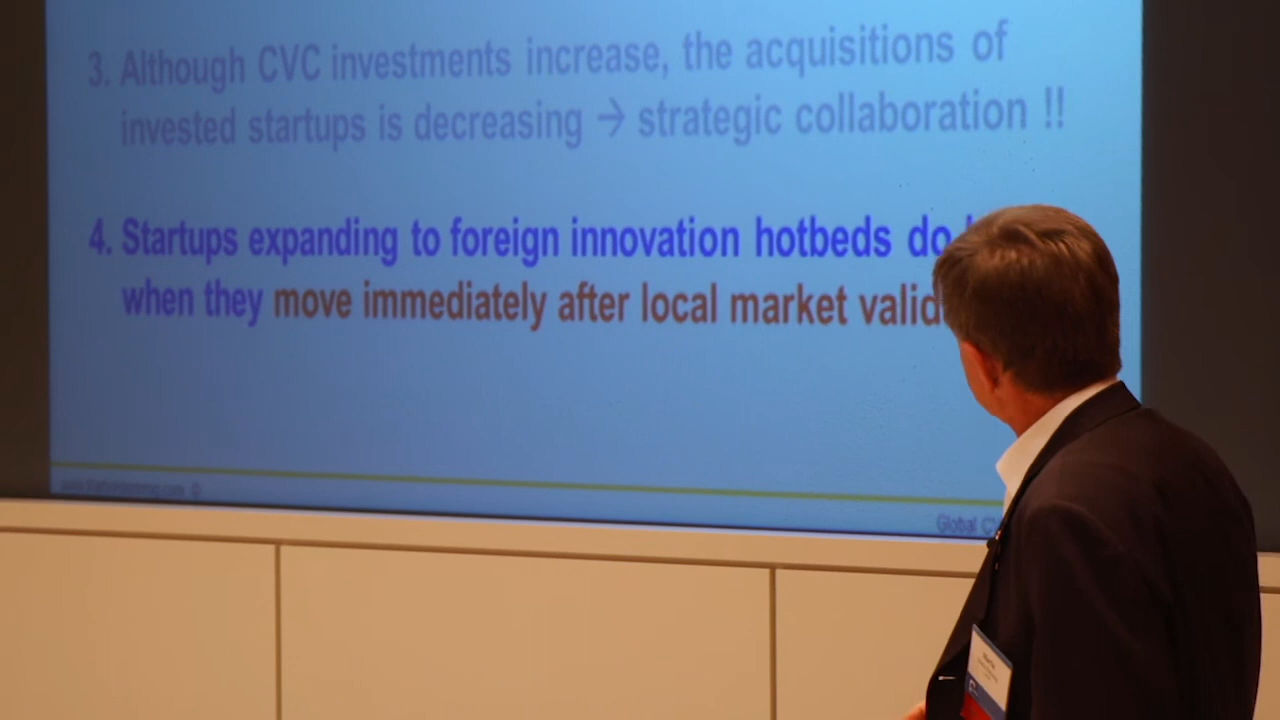 3. Although CVC investments increase, the acquisitions of
invested startups is decreasing → strategic collaboration !!
4. Startups expanding to foreign innovation hotbeds do
when they move immediately after local market valid
Global